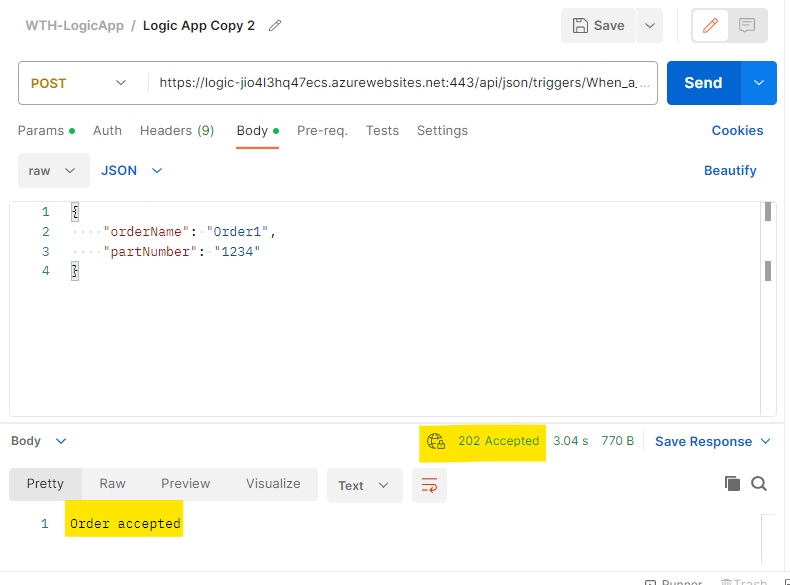 WTH-LogicApp / Logic App Copy 2
Save
POST https://logic-jio4l3hq47ecs.azurewebsites.net:443/api/json/triggers/When_a_... Send
Params Auth Headers (9) Body Pre-req. Tests Settings Cookies
raw JSON Beautify
1 {
2 "orderName": "Order1",
3 "partNumber": "1234"
4 }
Body 202 Accepted 3.04 s 770 B Save Response
Pretty Raw Preview Visualize Text
1 Order accepted
Runner Trash